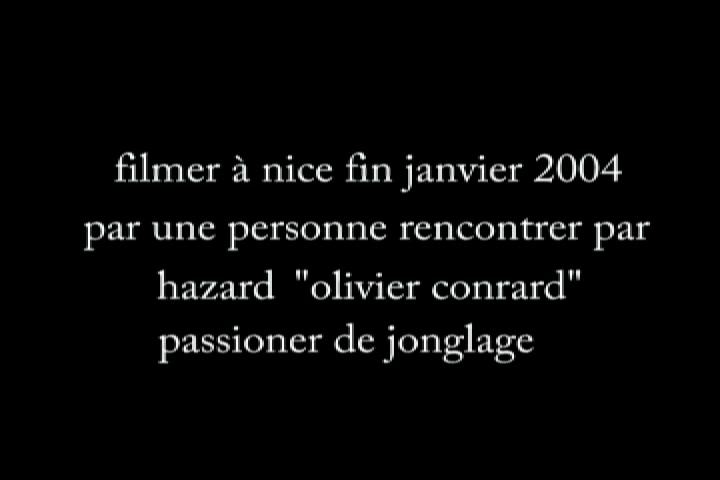 filmer à nice fin janvier 2004
par une personne rencontrer par
hazard "olivier conrard"
passioner de jonglage